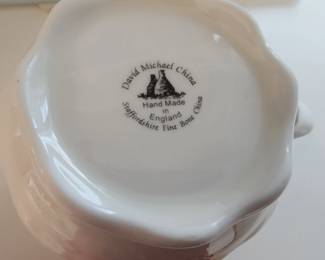 David Michael China
Hand Made
in
England
Staffordshire Fine Bone China